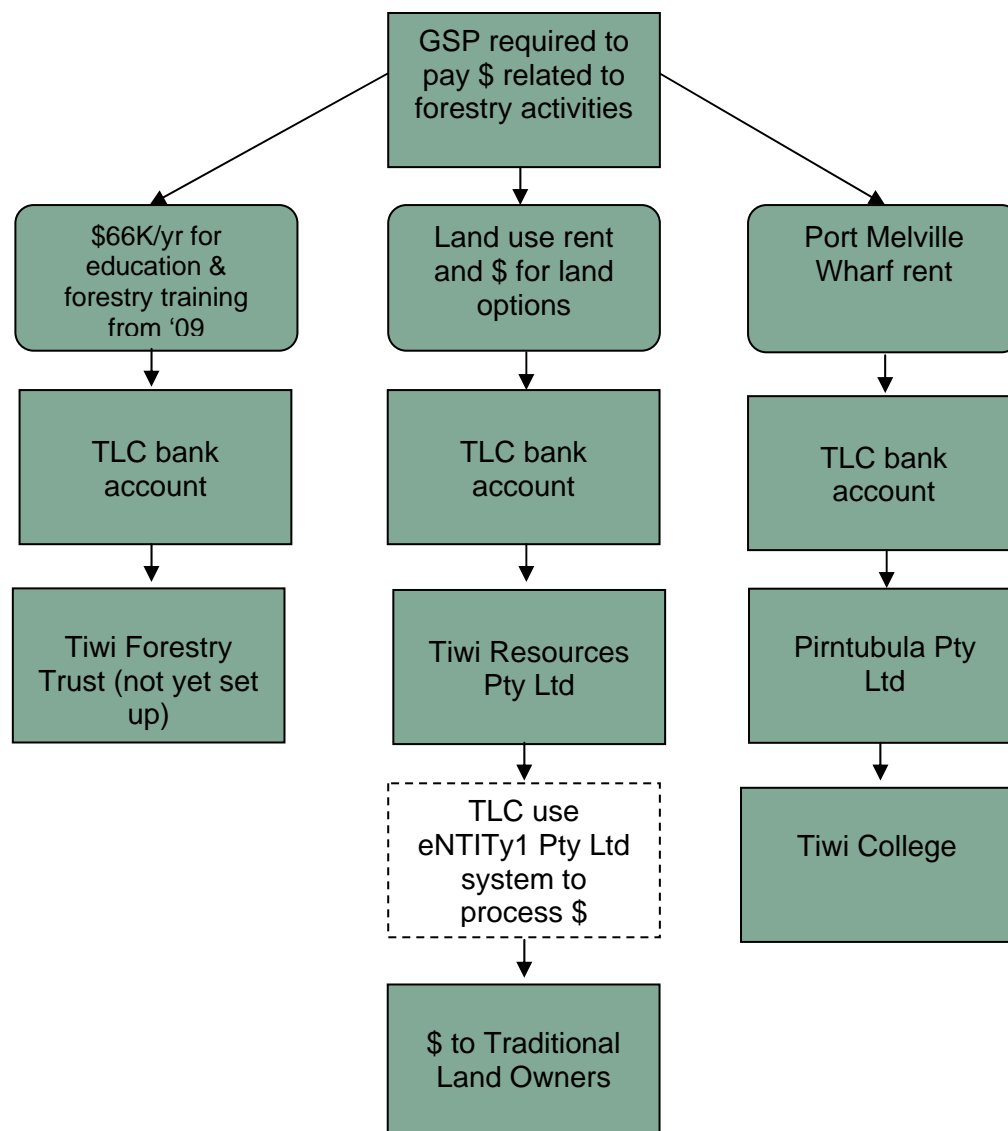 GSP required to
pay $ related to
forestry activities
$66K/yr for
education &
forestry training
from ‘09
Land use rent
and $ for land
options
Port Melville
Wharf rent
TLC bank
account
TLC bank
account
TLC bank
account
Tiwi Forestry
Trust (not yet set
up)
Tiwi Resources
Pty Ltd
Pirntubula Pty
Ltd
TLC use
eNTITy1 Pty Ltd
system to
process $
Tiwi College
$ to Traditional
Land Owners